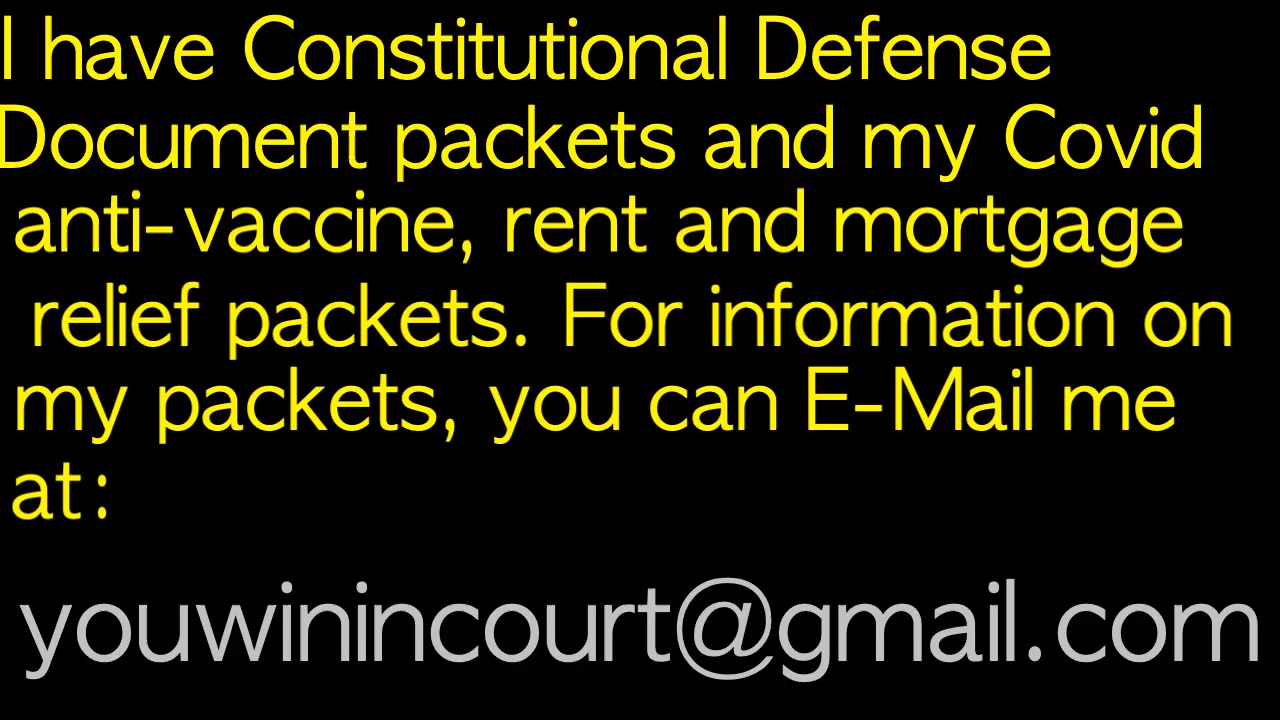 I have Constitutional Defense
Document packets and my Covid
anti-vaccine, rent and mortgage
relief packets. For information on
my packets, you can E-Mail me
at:
youwinincourt@gmail.com